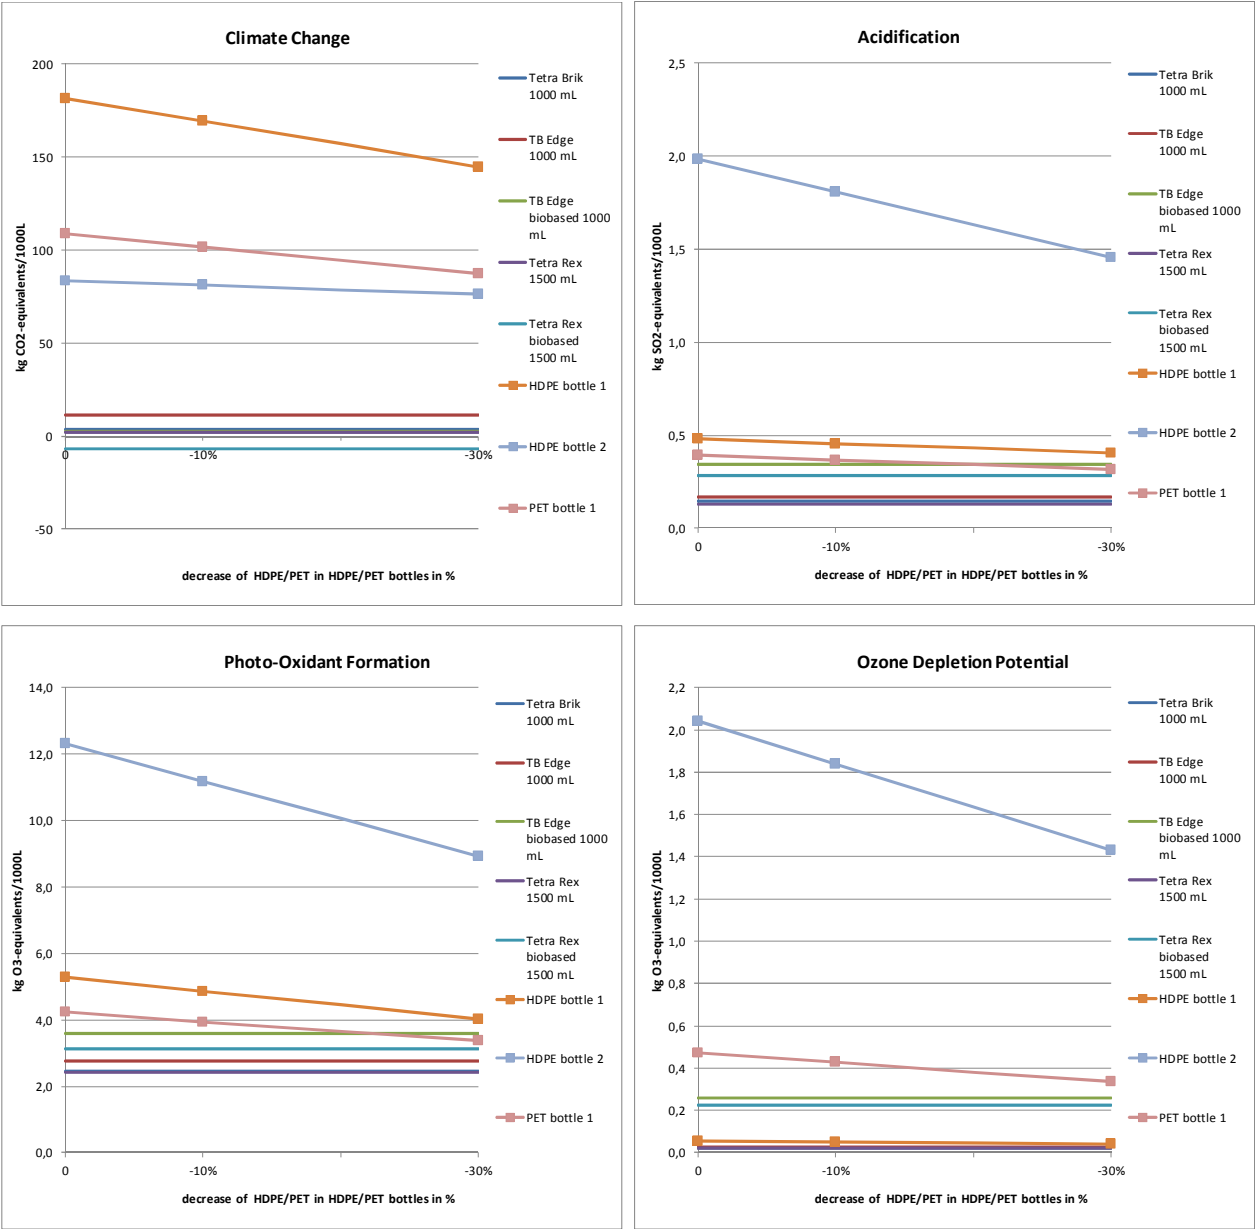 Climate Change
200
150
100
50
0
-50
0
-10%
-30%
kg CO2-equivalents/1000L
decrease of HDPE/PET in HDPE/PET bottles in %
Tetra Brik
1000 mL
TB Edge
1000 mL
TB Edge
biobased 1000
mL
Tetra Rex
1500 mL
Tetra Rex
biobased
1500 mL
HDPE bottle 1
HDPE bottle 2
PET bottle 1
Acidification
2,5
2,0
1,5
1,0
0,5
0,0
0
-10%
-30%
kg SO2-equivalents/1000L
decrease of HDPE/PET in HDPE/PET bottles in %
Tetra Brik
1000 mL
TB Edge
1000 mL
TB Edge
biobased 1000
mL
Tetra Rex
1500 mL
Tetra Rex
biobased
1500 mL
HDPE bottle 1
HDPE bottle 2
PET bottle 1
Photo-Oxidant Formation
14,0
12,0
10,0
8,0
6,0
4,0
2,0
0,0
0
-10%
-30%
kg O3-equivalents/1000L
decrease of HDPE/PET in HDPE/PET bottles in %
Tetra Brik
1000 mL
TB Edge
1000 mL
TB Edge
biobased 1000
mL
Tetra Rex
1500 mL
Tetra Rex
biobased
1500 mL
HDPE bottle 1
HDPE bottle 2
PET bottle 1
Ozone Depletion Potential
2,2
2,0
1,8
1,6
1,4
1,2
1,0
0,8
0,6
0,4
0,2
0,0
0
-10%
-30%
kg O3-equivalents/1000L
decrease of HDPE/PET in HDPE/PET bottles in %
Tetra Brik
1000 mL
TB Edge
1000 mL
TB Edge
biobased 1000
mL
Tetra Rex
1500 mL
Tetra Rex
biobased
1500 mL
HDPE bottle 1
HDPE bottle 2
PET bottle 1